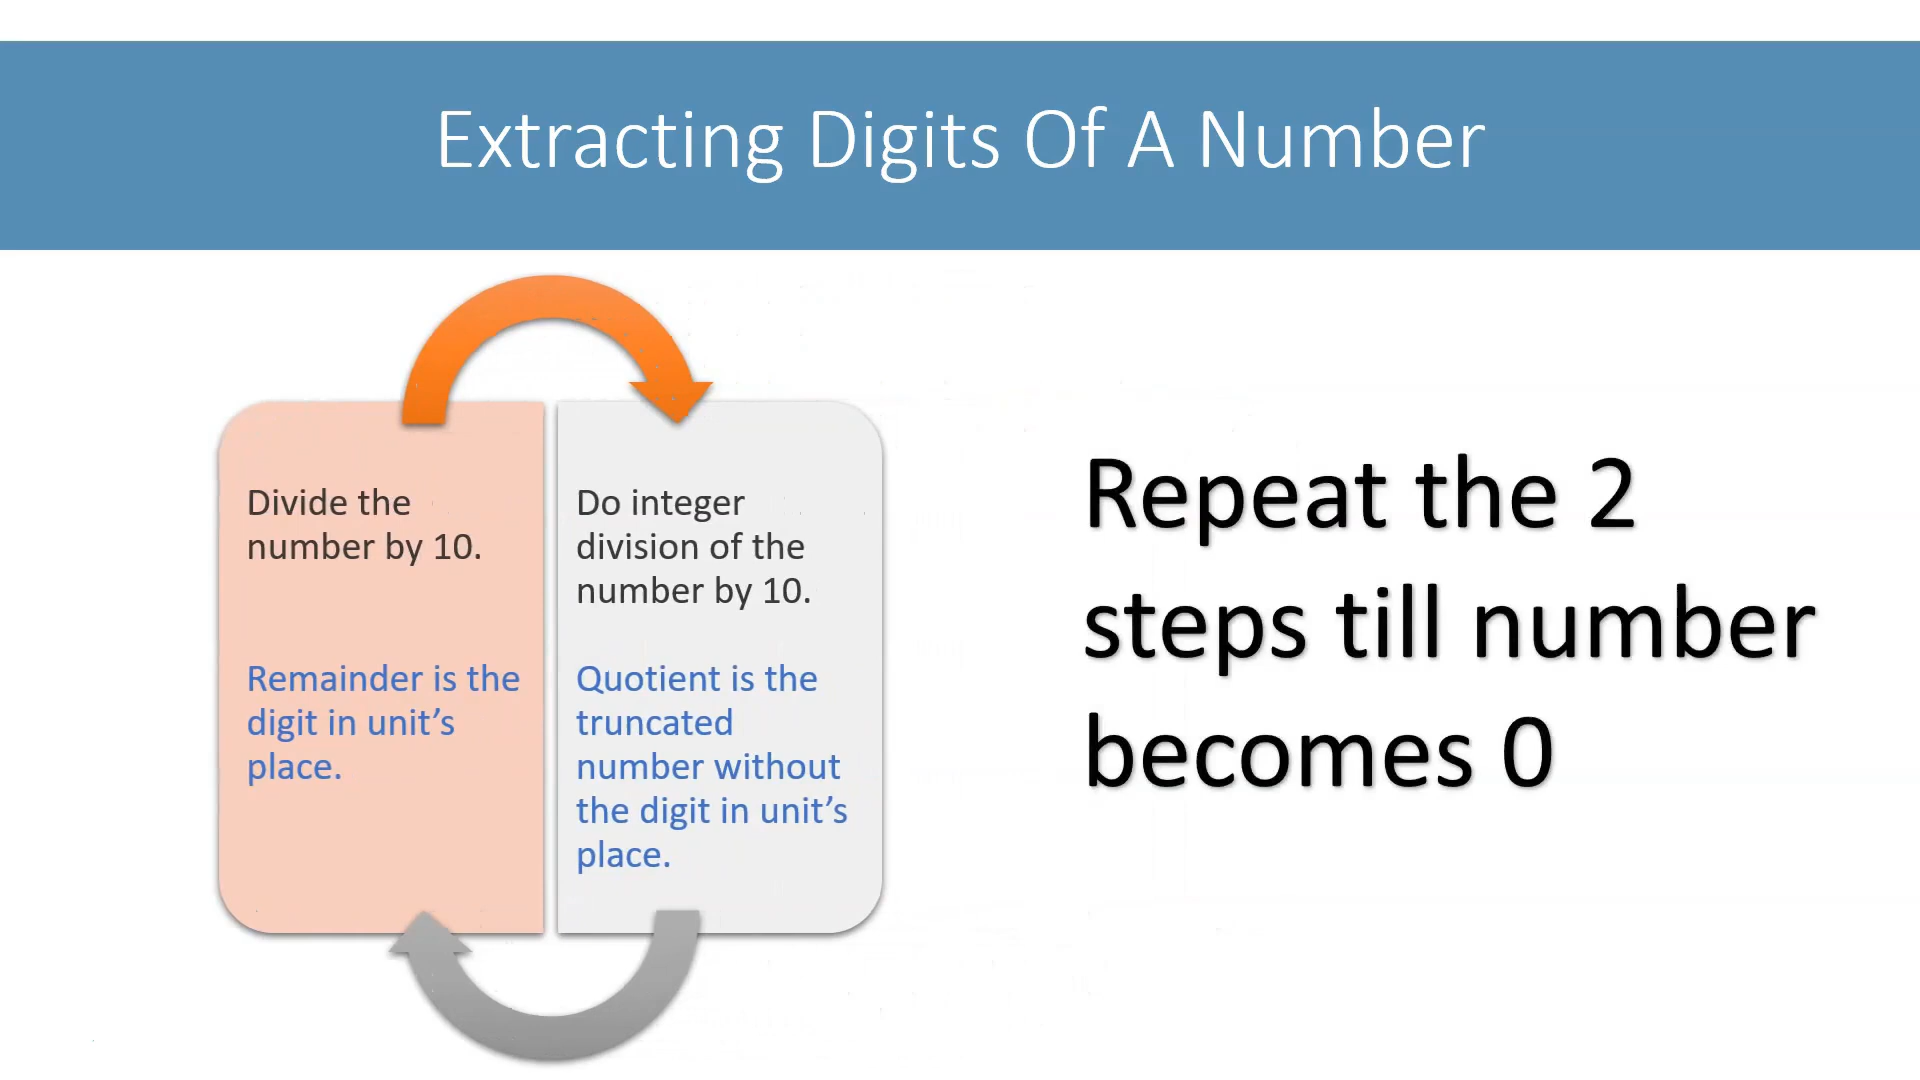 Extracting Digits Of A Number
Divide the
number by 10.
Remainder is the
digit in unit’s
place.
Do integer
division of the
number by 10.
Quotient is the
truncated
number without
the digit in unit’s
place.
Repeat the 2
steps till number
becomes 0